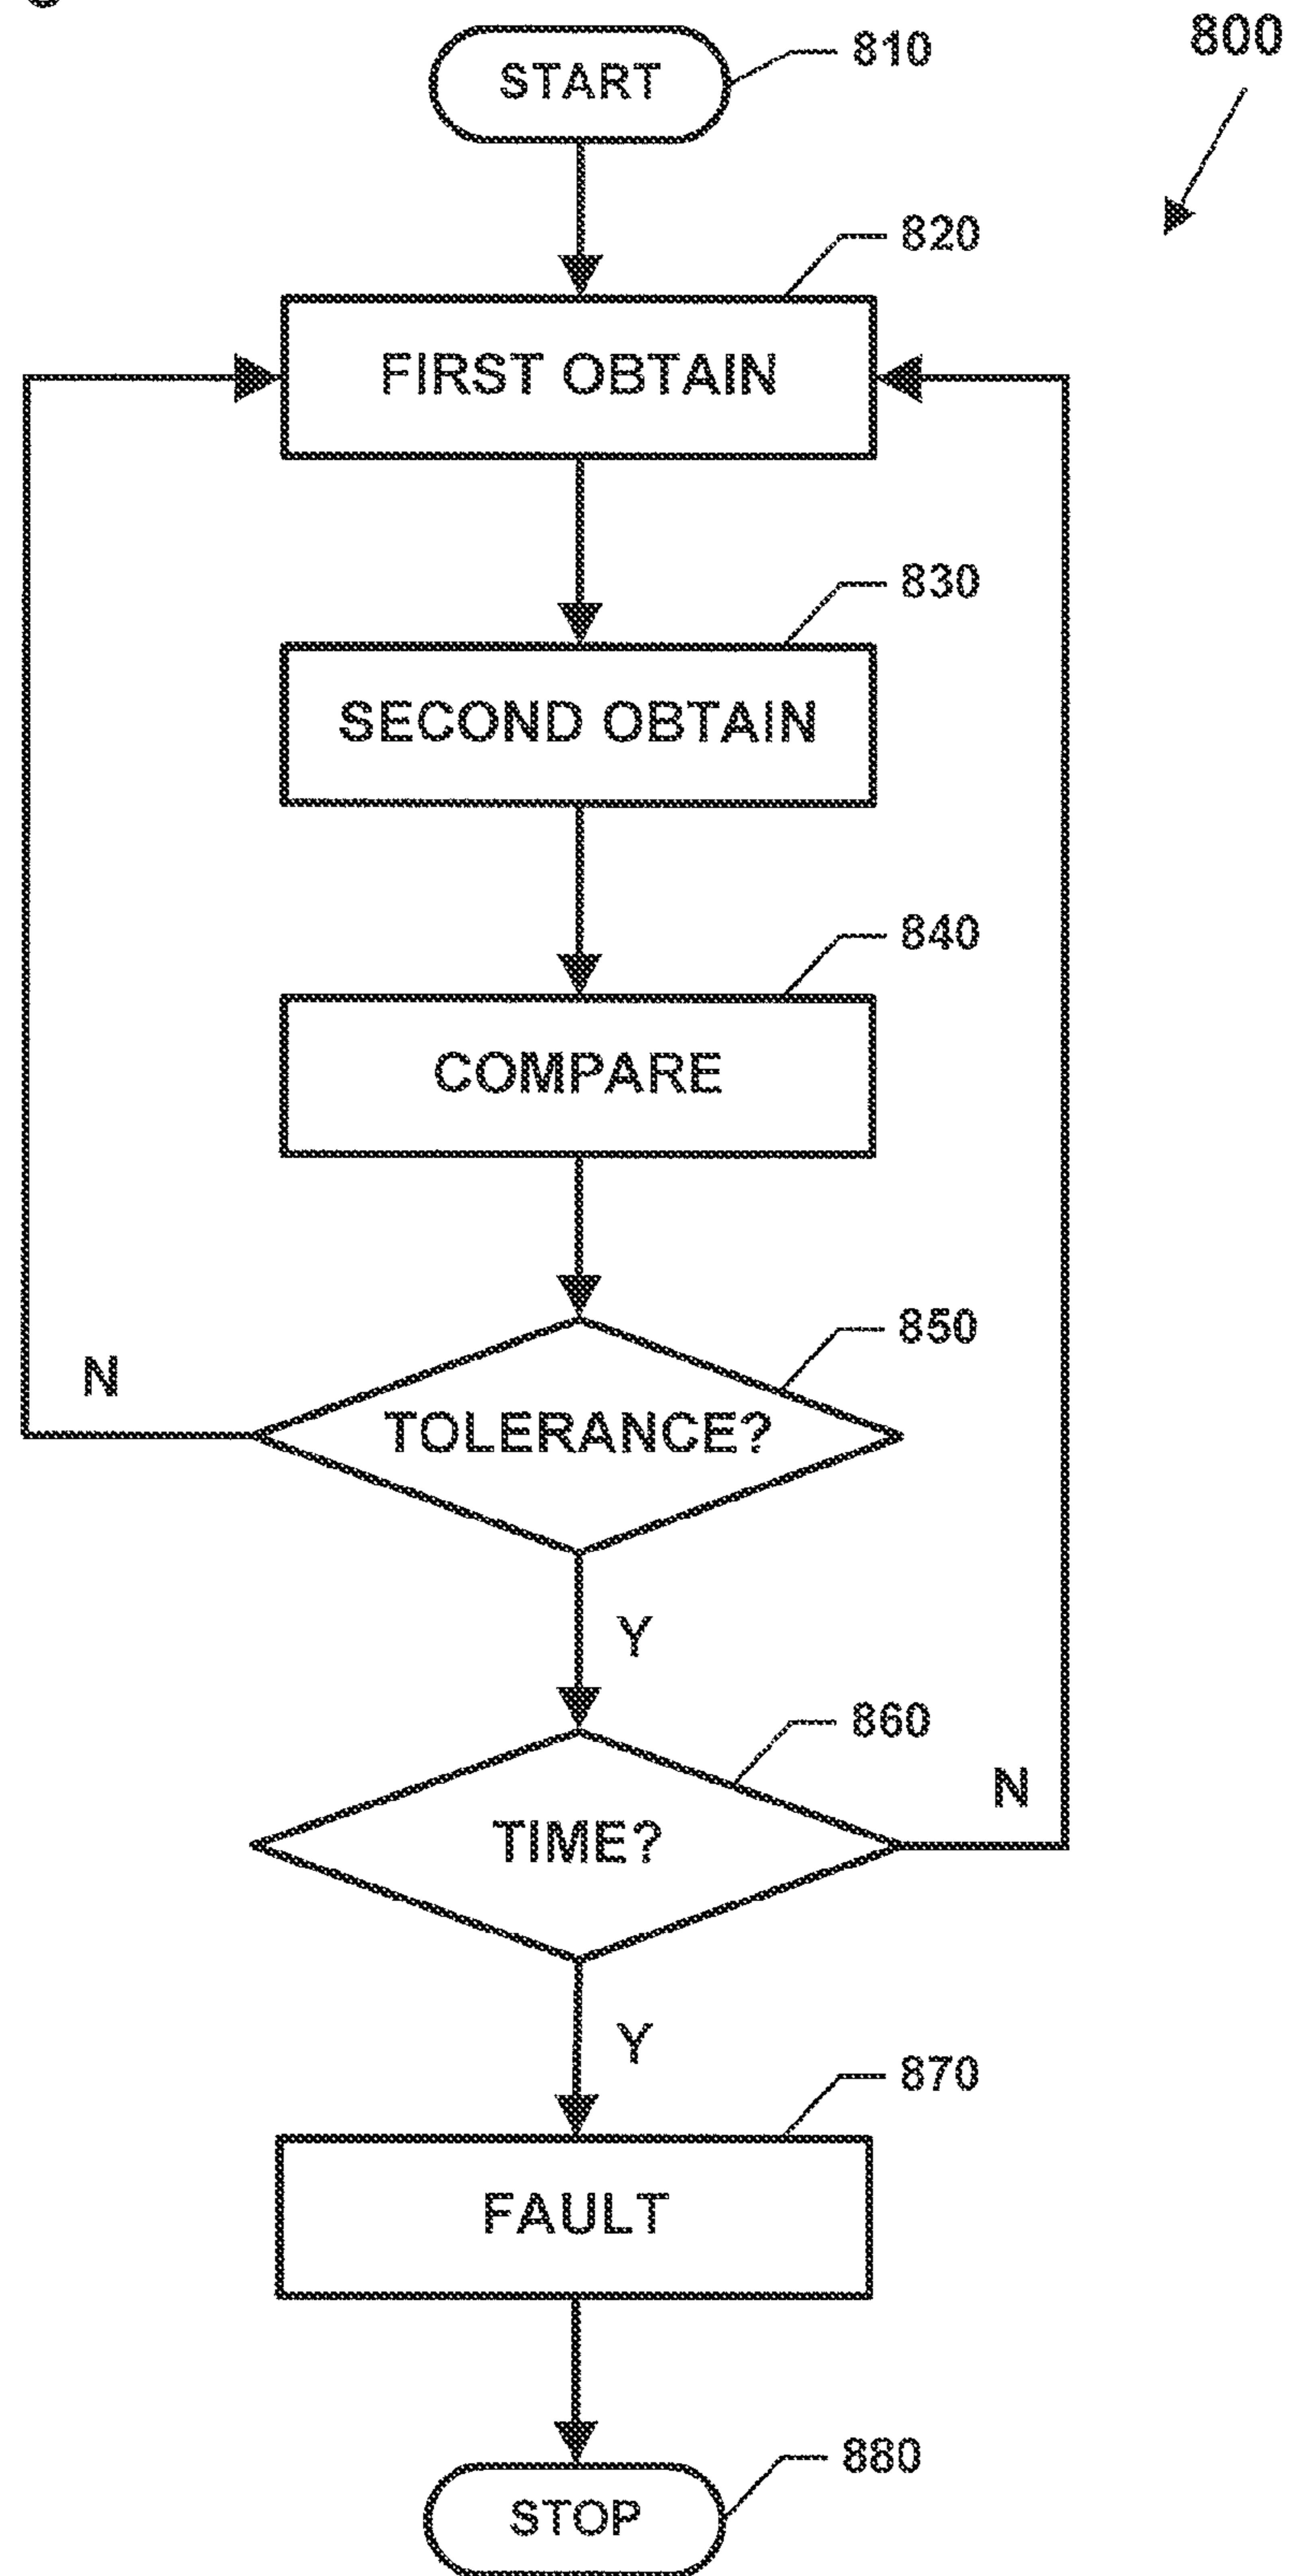 800
START
810
FIRST OBTAIN
820
SECOND OBTAIN
830
COMPARE
840
TOLERANCE?
850
N
Y
TIME?
860
N
Y
FAULT
870
STOP
880